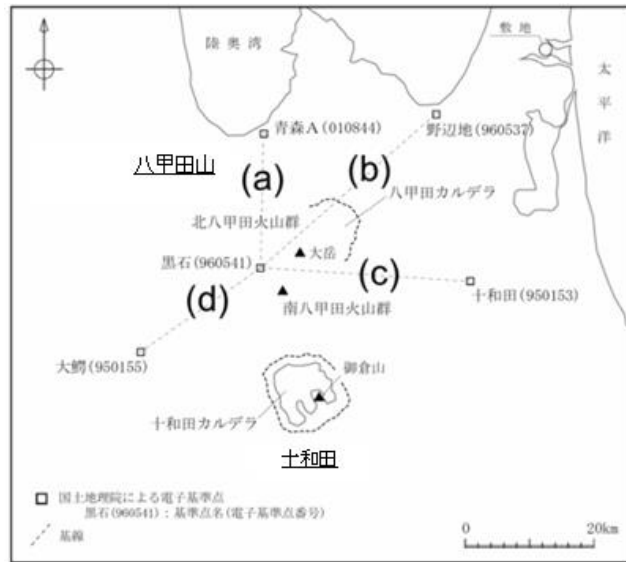 陸奥湾
敷地
太平洋
青森A(010844)
野辺地(960537)
八甲田山
(a)
(b)
八甲田カルデラ
北八甲田火山群
大岳
黒石(960541)
(c)
(d)
南八甲田火山群
十和田(950153)
大鰐(950155)
御倉山
十和田カルデラ
十和田
国土地理院による電子基準点
黒石(960541):基準点名(電子基準点番号)
基線
0 20km